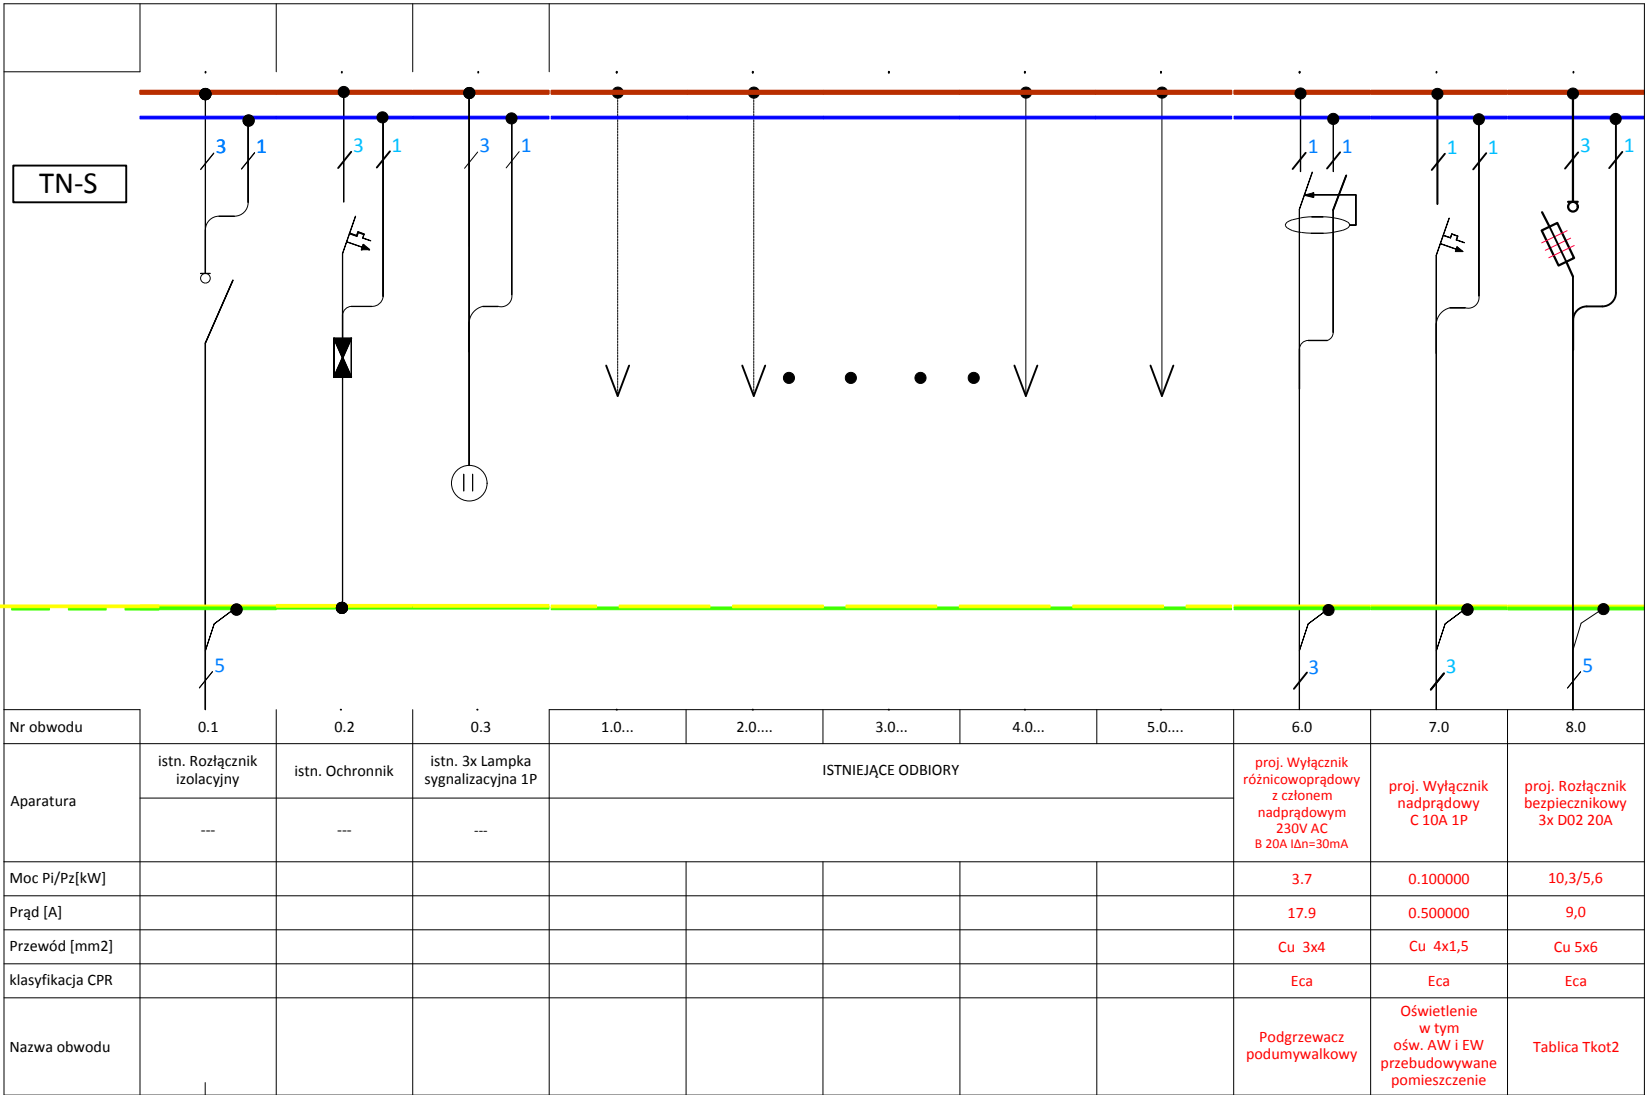 3 1 3 1 3 1 1 1 1 1 3 1
TN-S
5 3 3 5
Nr obwodu 0.1 0.2 0.3 1.0... 2.0.... 3.0... 4.0... 5.0.... 6.0 7.0 8.0
Aparatura
istn. Rozłącznik
izolacyjny
---
istn. Ochronnik
---
istn. 3x Lampka
sygnalizacyjna 1P
---
ISTNIEJĄCE ODBIORY
proj. Wyłącznik
różnicowoprądowy
z członem
nadprądowym
230V AC
B 20A IΔn=30mA
proj. Wyłącznik
nadprądowy
C 10A 1P
proj. Rozłącznik
bezpiecznikowy
3x D02 20A
Moc Pi/Pz[kW] 3.7 0.100000 10,3/5,6
Prąd [A] 17.9 0.500000 9,0
Przewód [mm2] Cu 3x4 Cu 4x1,5 Cu 5x6
klasyfikacja CPR Eca Eca Eca
Nazwa obwodu
Podgrzewacz
podumywalkowy
Oświetlenie
w tym
ośw. AW i EW
przebudowywane
pomieszczenie
Tablica Tkot2